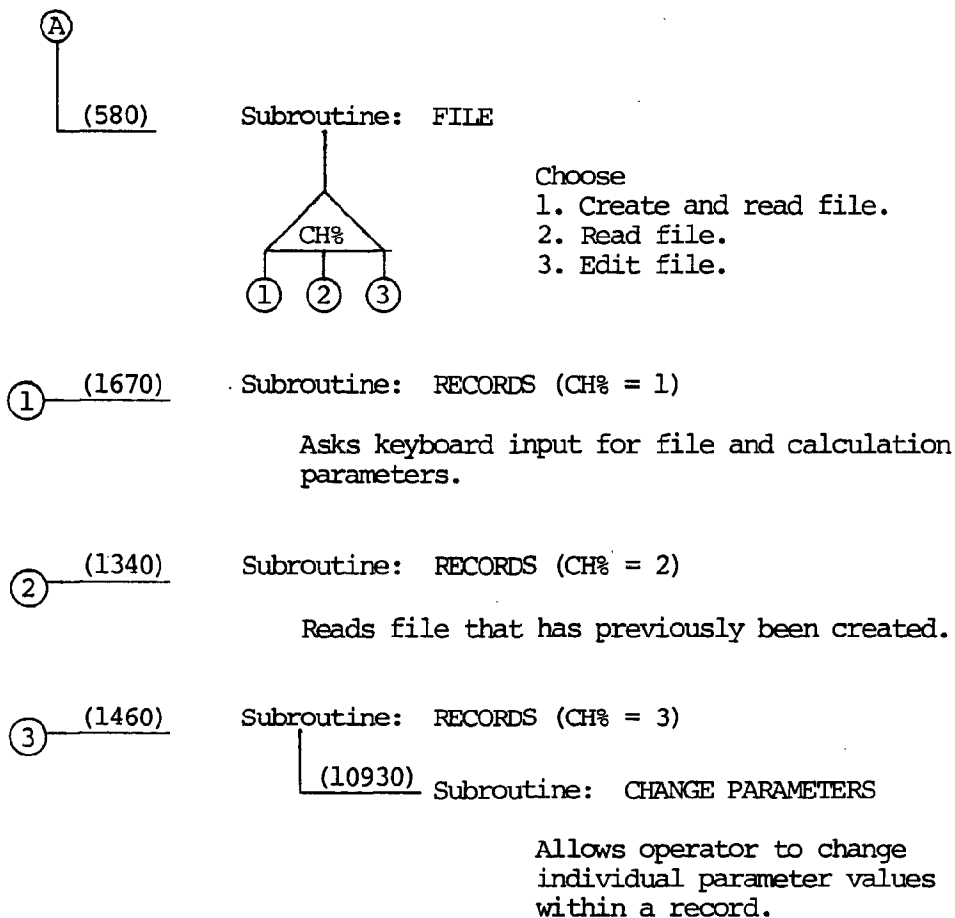 A
(580) Subroutine: FILE
Choose
1. Create and read file.
2. Read file.
3. Edit file.
CH%
1 2 3
1 (1670) Subroutine: RECORDS (CH% = 1)
Asks keyboard input for file and calculation
parameters.
2 (1340) Subroutine: RECORDS (CH% = 2)
Reads file that has previously been created.
3 (1460) Subroutine: RECORDS (CH% = 3)
(10930) Subroutine: CHANGE PARAMETERS
Allows operator to change
individual parameter values
within a record.